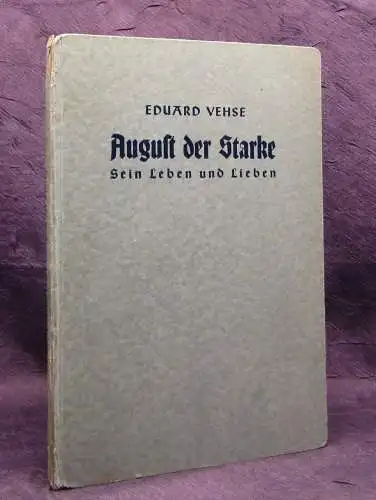 EDUARD VEHSE
August der Starke
Sein Leben und Lieben